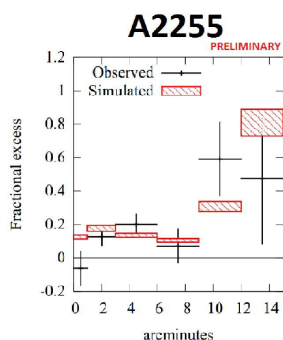 A2255
PRELIMINARY
1.2
Observed
Simulated
1
0.8
0.6
0.4
0.2
0
-0.2
Fractional excess
0 2 4 6 8 10 12 14
arcminutes